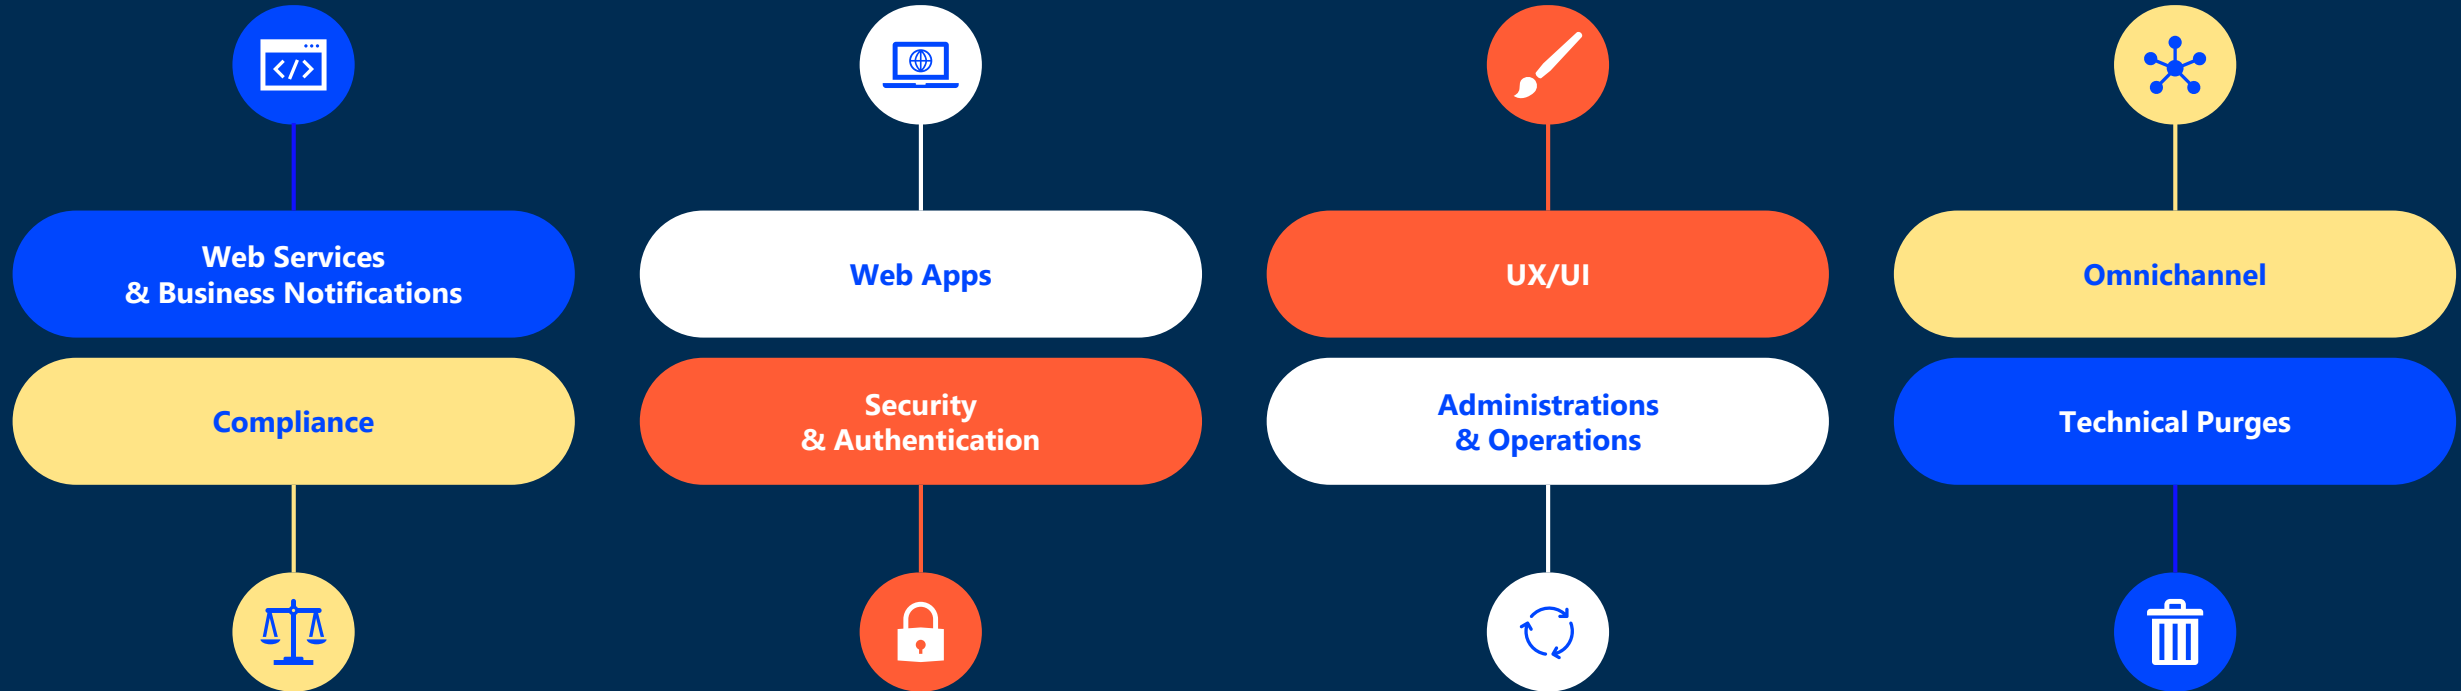 Web Services
& Business Notifications
Web Apps
UX/UI
Omnichannel
Compliance
Security
& Authentication
Administrations
& Operations
Technical Purges